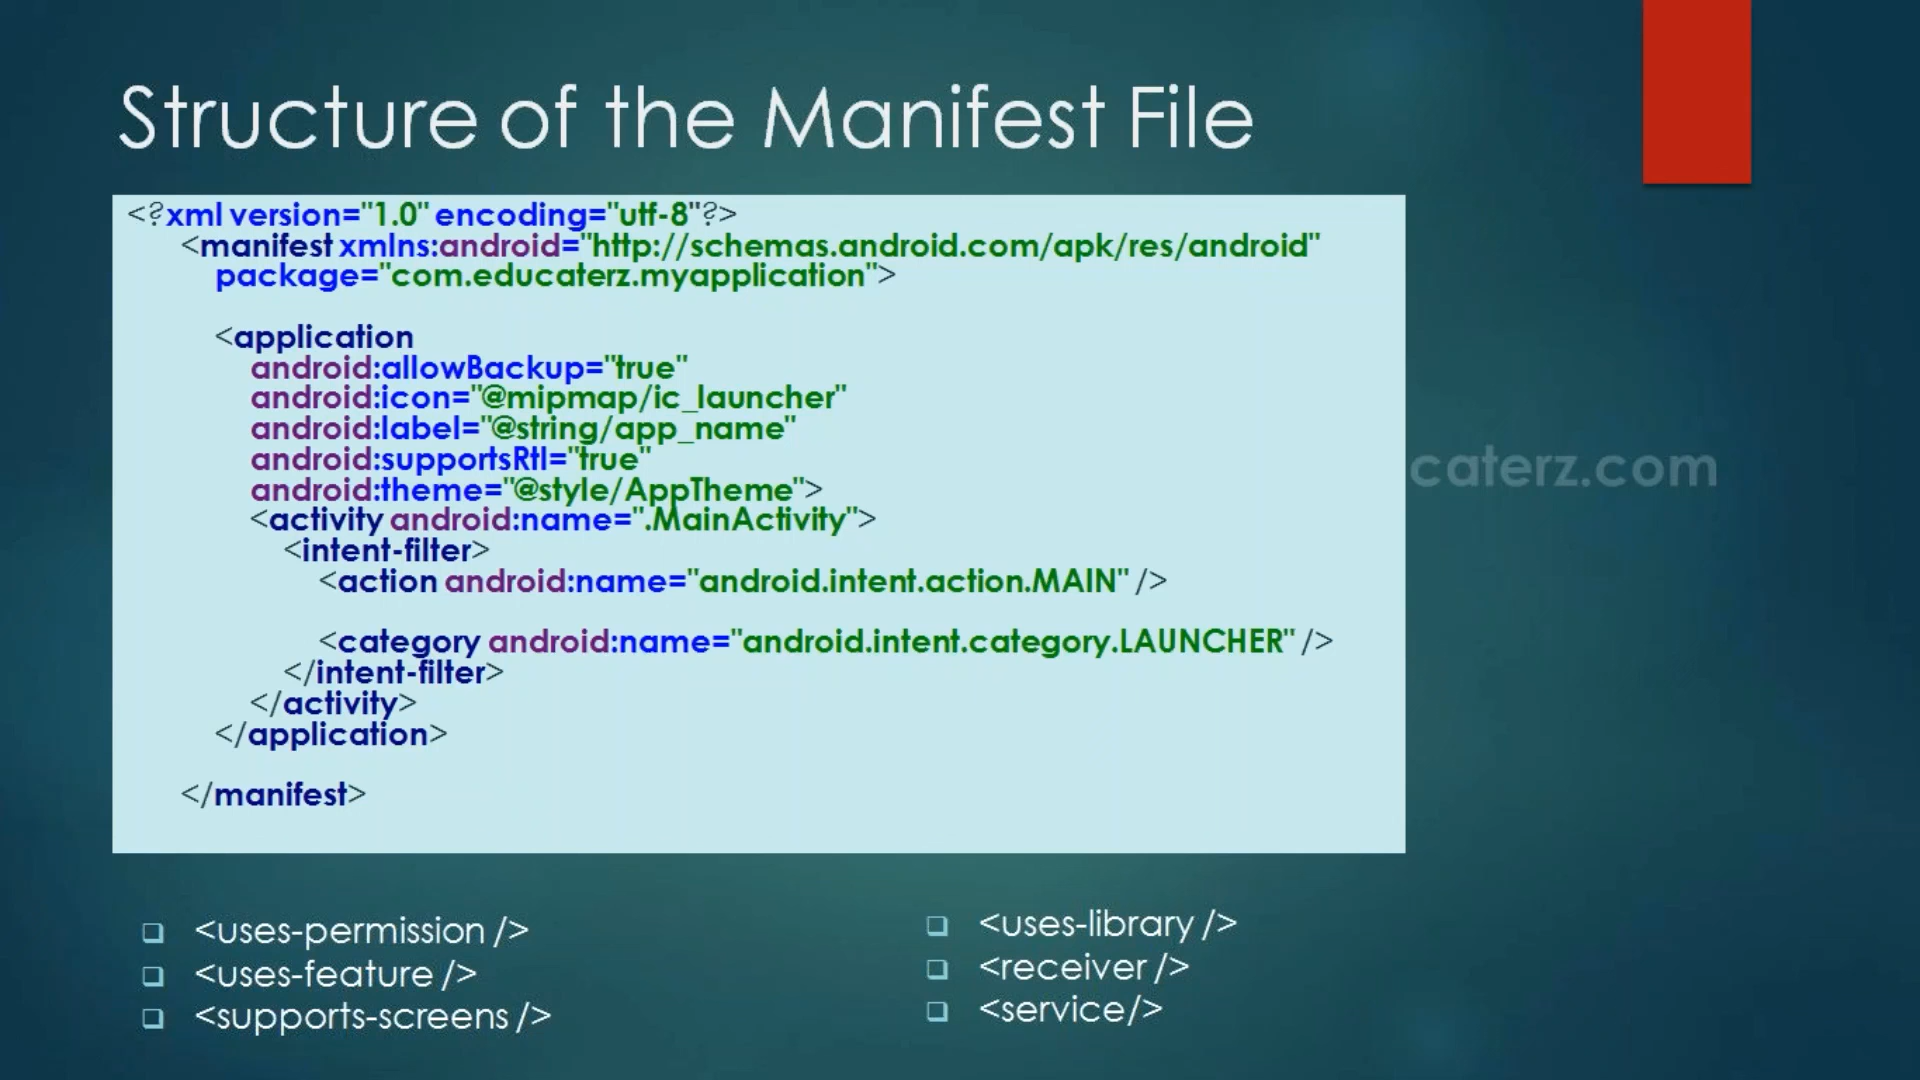 Structure of the Manifest File
<?xml version="1.0" encoding="utf-8"?>
<manifest xmlns:android="http://schemas.android.com/apk/res/android"
package="com.educaterz.myapplication">
<application
android:allowBackup="true"
android:icon="@mipmap/ic_launcher"
android:label="@string/app_name"
android:supportsRtl="true"
android:theme="@style/AppTheme">
<activity android:name=".MainActivity">
<intent-filter>
<action android:name="android.intent.action.MAIN" />
<category android:name="android.intent.category.LAUNCHER" />
</intent-filter>
</activity>
</application>
</manifest>
caterz.com
<uses-permission />
<uses-feature />
<supports-screens />
<uses-library />
<receiver />
<service/>